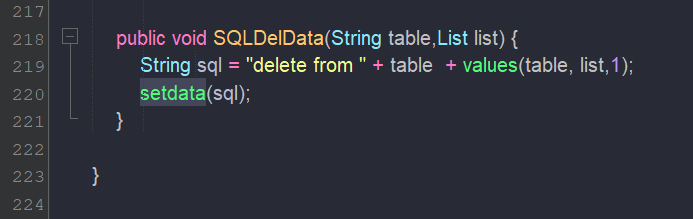 217
218 public void SQLDelData(String table,List list) {
219 String sql = "delete from " + table  + values(table, list,1);
220 setdata(sql);
221 }
222
223 }
224